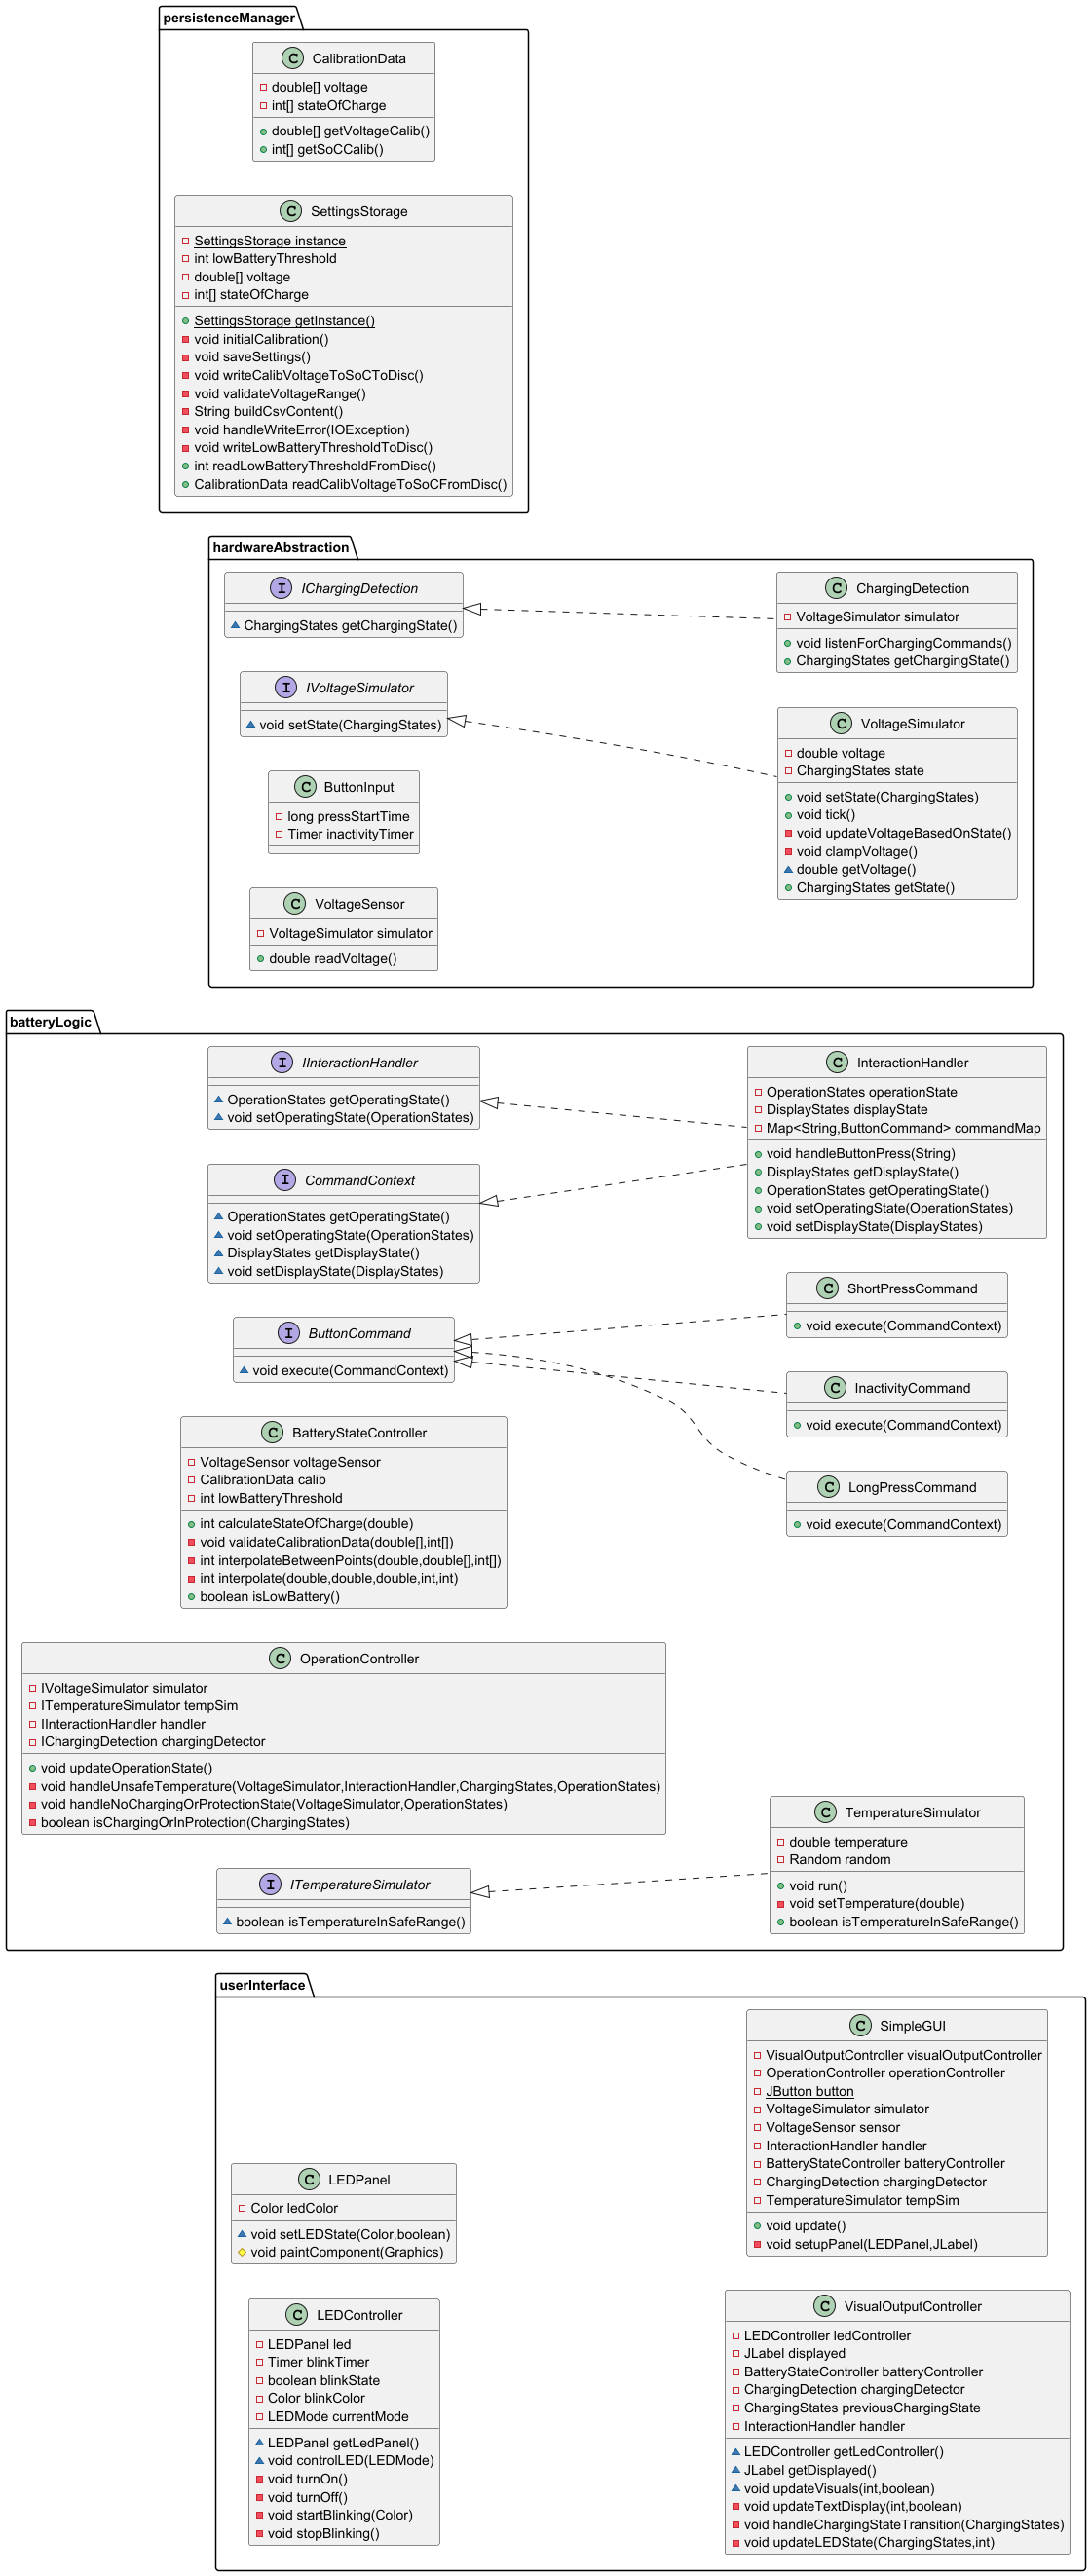 persistenceManager
C CalibrationData
double[] voltage
int[] stateOfCharge
double[] getVoltageCalib()
int[] getSoCCalib()
C SettingsStorage
SettingsStorage instance
int lowBatteryThreshold
double[] voltage
int[] stateOfCharge
SettingsStorage getInstance()
void initialCalibration()
void saveSettings()
void writeCalibVoltageToSoCToDisc()
void validateVoltageRange()
String buildCsvContent()
void handleWriteError(IOException)
void writeLowBatteryThresholdToDisc()
int readLowBatteryThresholdFromDisc()
CalibrationData readCalibVoltageToSoCFromDisc()
hardwareAbstraction
I IChargingDetection
ChargingStates getChargingState()
C ChargingDetection
VoltageSimulator simulator
void listenForChargingCommands()
ChargingStates getChargingState()
I IVoltageSimulator
void setState(ChargingStates)
C VoltageSimulator
double voltage
ChargingStates state
void setState(ChargingStates)
void tick()
void updateVoltageBasedOnState()
void clampVoltage()
double getVoltage()
ChargingStates getState()
C ButtonInput
long pressStartTime
Timer inactivityTimer
C VoltageSensor
VoltageSimulator simulator
double readVoltage()
batteryLogic
I IInteractionHandler
OperationStates getOperatingState()
void setOperatingState(OperationStates)
C InteractionHandler
OperationStates operationState
DisplayStates displayState
Map<String,ButtonCommand> commandMap
void handleButtonPress(String)
DisplayStates getDisplayState()
OperationStates getOperatingState()
void setOperatingState(OperationStates)
void setDisplayState(DisplayStates)
I CommandContext
OperationStates getOperatingState()
void setOperatingState(OperationStates)
DisplayStates getDisplayState()
void setDisplayState(DisplayStates)
I ButtonCommand
void execute(CommandContext)
C ShortPressCommand
void execute(CommandContext)
C InactivityCommand
void execute(CommandContext)
C LongPressCommand
void execute(CommandContext)
C BatteryStateController
VoltageSensor voltageSensor
CalibrationData calib
int lowBatteryThreshold
int calculateStateOfCharge(double)
void validateCalibrationData(double[],int[])
int interpolateBetweenPoints(double,double[],int[])
int interpolate(double,double,double,int,int)
boolean isLowBattery()
C OperationController
IVoltageSimulator simulator
ITemperatureSimulator tempSim
IInteractionHandler handler
IChargingDetection chargingDetector
void updateOperationState()
void handleUnsafeTemperature(VoltageSimulator,InteractionHandler,ChargingStates,OperationStates)
void handleNoChargingOrProtectionState(VoltageSimulator,OperationStates)
boolean isChargingOrInProtection(ChargingStates)
I ITemperatureSimulator
boolean isTemperatureInSafeRange()
C TemperatureSimulator
double temperature
Random random
void run()
void setTemperature(double)
boolean isTemperatureInSafeRange()
userInterface
C SimpleGUI
VisualOutputController visualOutputController
OperationController operationController
JButton button
VoltageSimulator simulator
VoltageSensor sensor
InteractionHandler handler
BatteryStateController batteryController
ChargingDetection chargingDetector
TemperatureSimulator tempSim
void update()
void setupPanel(LEDPanel,JLabel)
C LEDPanel
Color ledColor
void setLEDState(Color,boolean)
void paintComponent(Graphics)
C LEDController
LEDPanel led
Timer blinkTimer
boolean blinkState
Color blinkColor
LEDMode currentMode
LEDPanel getLedPanel()
void controlLED(LEDMode)
void turnOn()
void turnOff()
void startBlinking(Color)
void stopBlinking()
C VisualOutputController
LEDController ledController
JLabel displayed
BatteryStateController batteryController
ChargingDetection chargingDetector
ChargingStates previousChargingState
InteractionHandler handler
LEDController getLedController()
JLabel getDisplayed()
void updateVisuals(int,boolean)
void updateTextDisplay(int,boolean)
void handleChargingStateTransition(ChargingStates)
void updateLEDState(ChargingStates,int)